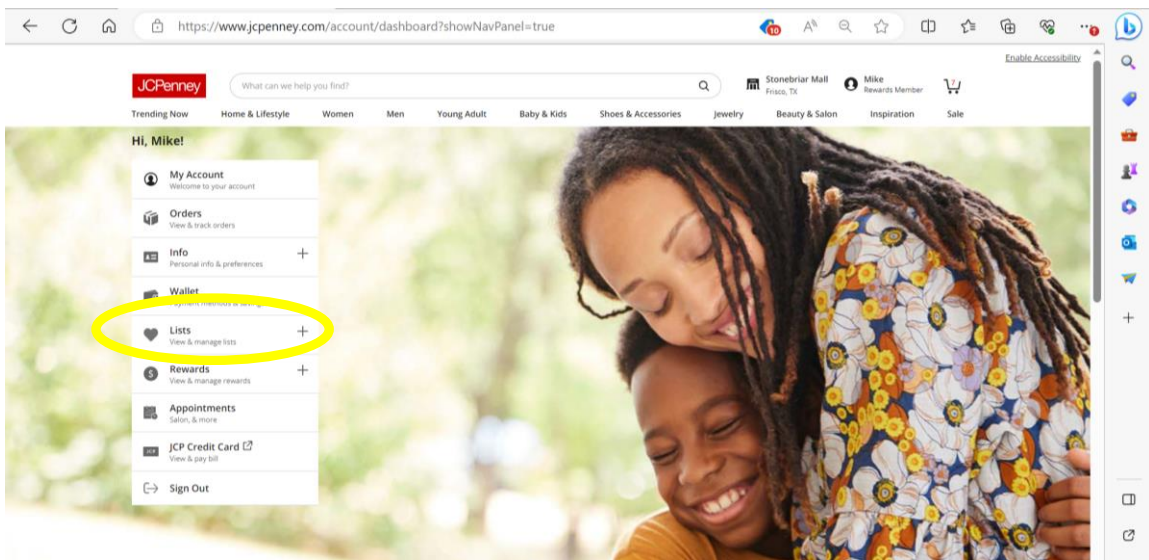 https://www.jcpenney.com/account/dashboard?showNavPanel=true
10
Enable Accessibility
JCPenney
What can we help you find?
Stonebriar Mall
Frisco, TX
Mike
Rewards Member
7
Trending Now Home & Lifestyle Women Men Young Adult Baby & Kids Shoes & Accessories Jewelry Beauty & Salon Inspiration Sale
Hi, Mike!
My Account
Welcome to your account
Orders
View & track orders
Info
Personal info & preferences
Wallet
Lists
View & manage lists
Rewards
View & manage rewards
Appointments
Salon, & more
JCP
JCP Credit Card
View & pay bill
Sign Out